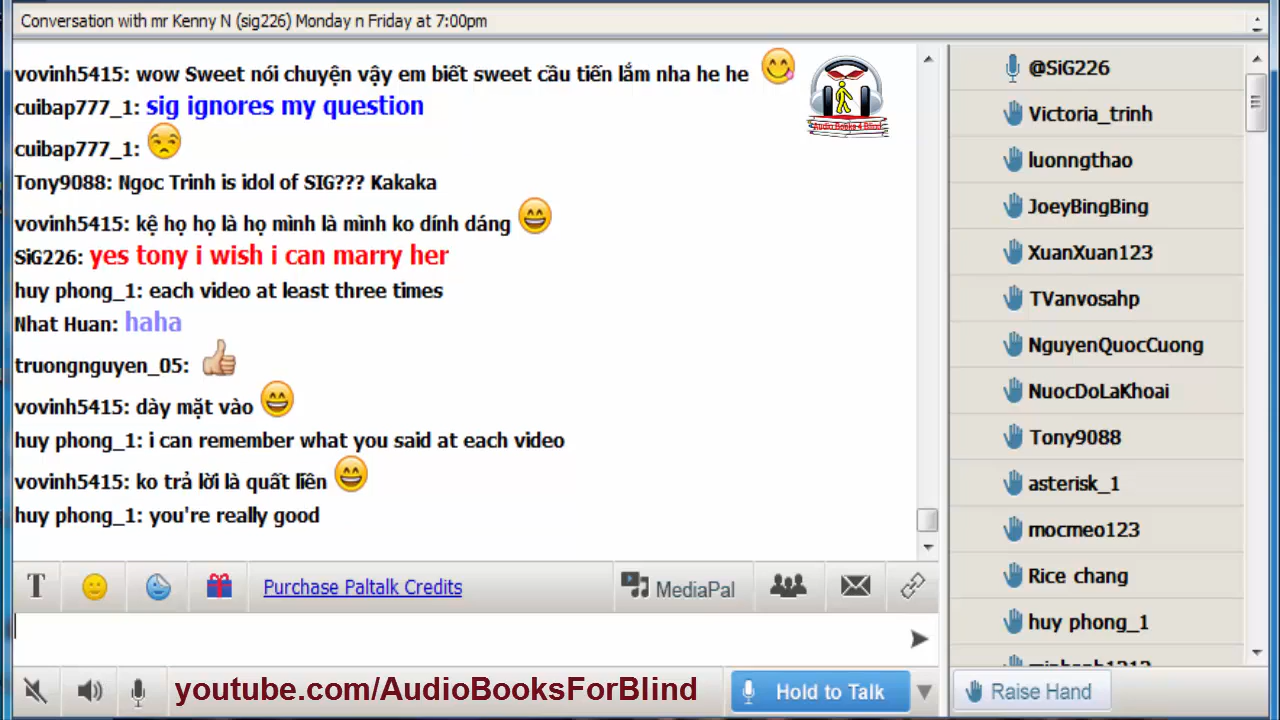 Conversation with mr Kenny N (sig226) Monday n Friday at 7:00pm
vovinh5415: wow Sweet nói chuyện vậy em biết sweet cầu tiến lắm nha he he
cuibap777_1: sig ignores my question
cuibap777_1:
Tony9088: Ngoc Trinh is idol of SIG??? Kakaka
vovinh5415: kệ họ họ là họ mình là mình ko dính dáng
SiG226: yes tony i wish i can marry her
huy phong_1: each video at least three times
Nhat Huan: haha
truongnguyen_05:
vovinh5415: dày mặt vào
huy phong_1: i can remember what you said at each video
vovinh5415: ko trả lời là quất liền
huy phong_1: you're really good
Audio Books 4 Blind
@SiG226
Victoria_trinh
luonngthao
JoeyBingBing
XuanXuan123
TVanvosahp
NguyenQuocCuong
NuocDoLaKhoai
Tony9088
asterisk_1
mocmeo123
Rice chang
huy phong_1
T
Purchase Paltalk Credits
MediaPal
youtube.com/AudioBooksForBlind
Hold to Talk
Raise Hand